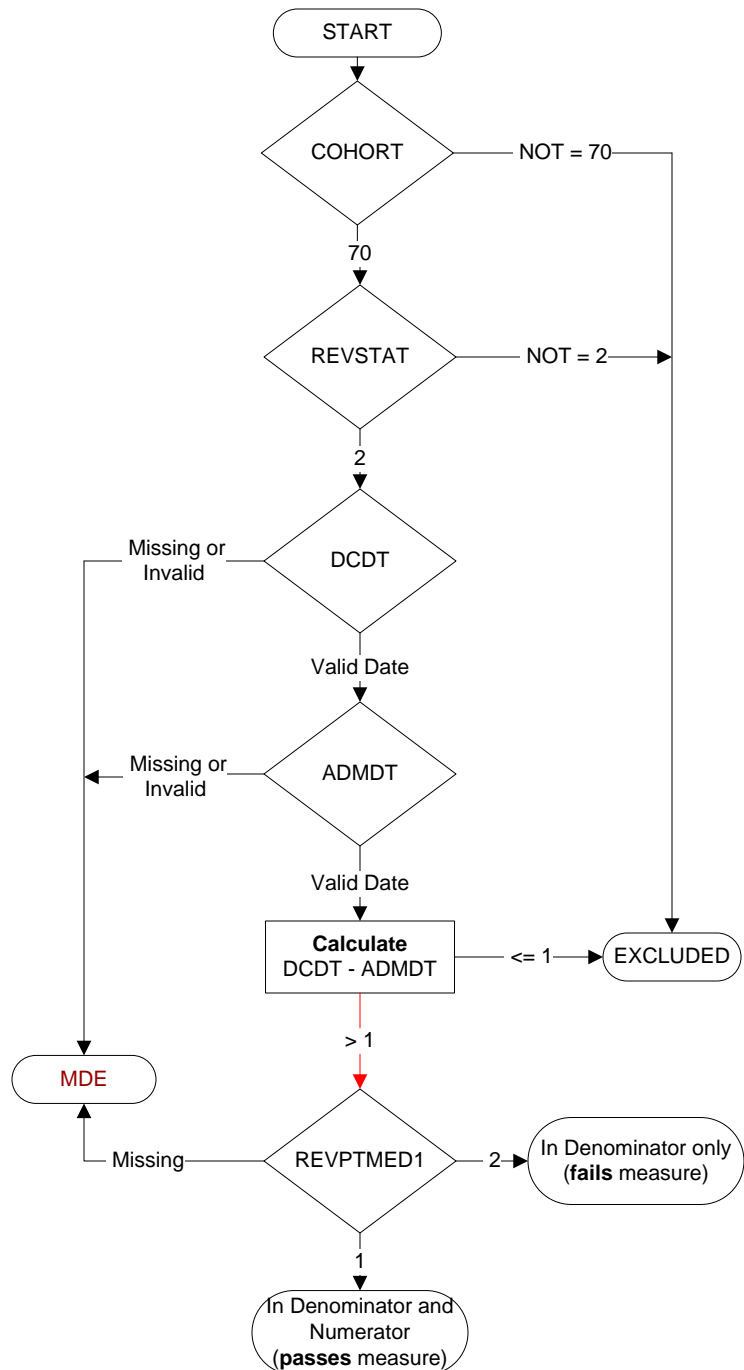 START
COHORT
NOT = 70
70
REVSTAT
NOT = 2
2
Missing or
Invalid
DCDT
Valid Date
Missing or
Invalid
ADMDT
Valid Date
Calculate
DCDT - ADMDT
<= 1
EXCLUDED
> 1
MDE
Missing
REVPTMED1
2
In Denominator only
(fails measure)
1
In Denominator and
Numerator
(passes measure)